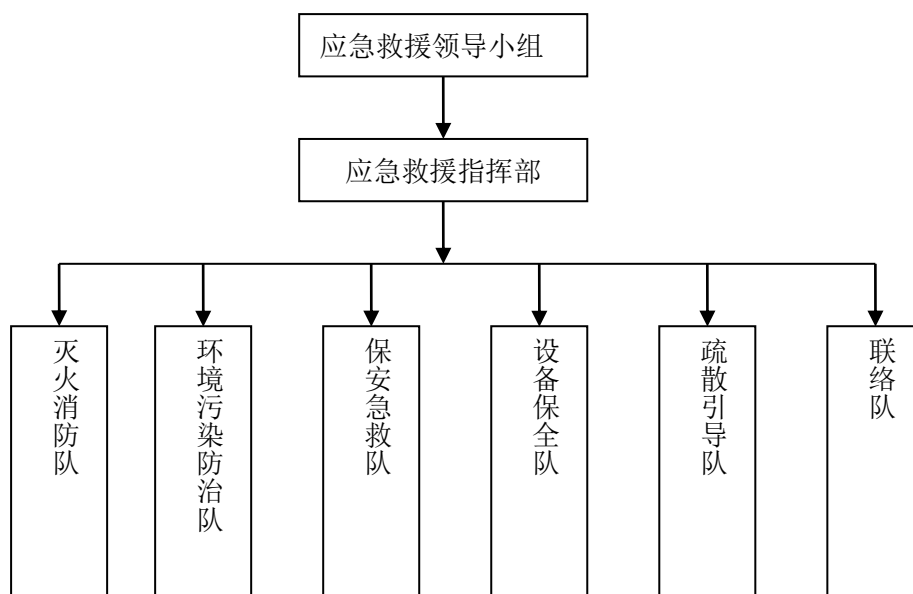 应急救援领导小组
应急救援指挥部
灭火消防队
环境污染防治队
保安急救队
设备保全队
疏散引导队
联络队